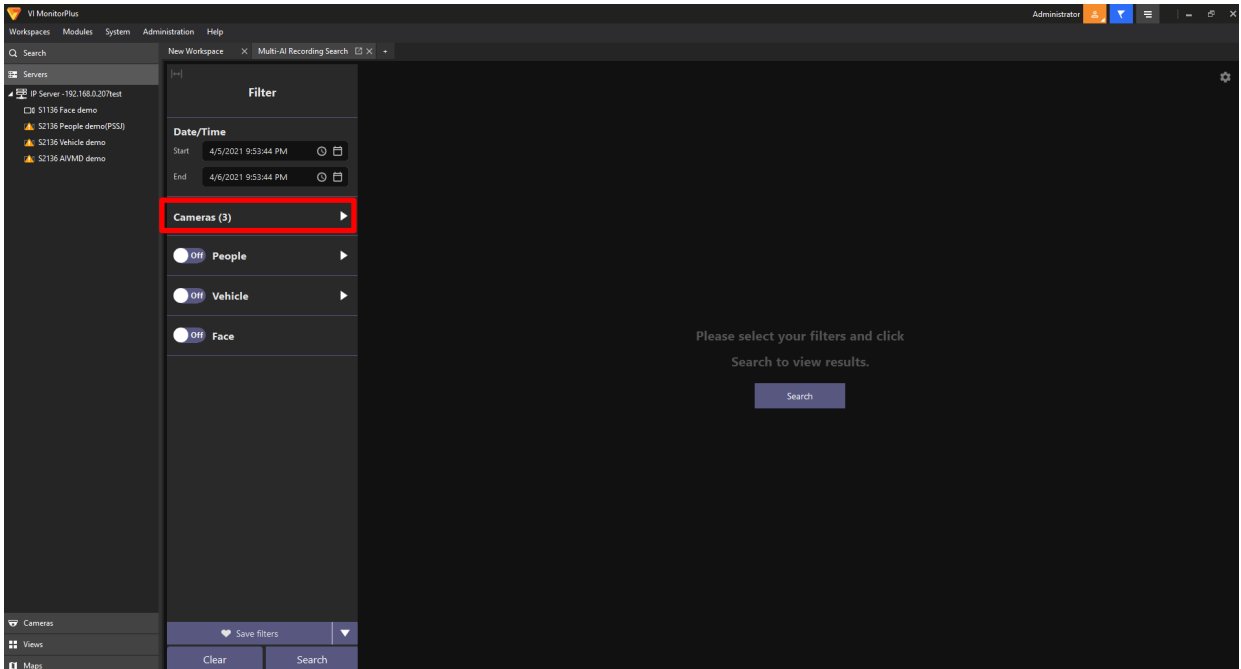 VI MonitorPlus
Administrator
Workspaces Modules System Administration Help
Search
New Workspace
Multi-AI Recording Search
Servers
IP Server -192.168.0.207test
S1136 Face demo
S2136 People demo(PSSJ)
S2136 Vehicle demo
S2136 AIVMD demo
Filter
Date/Time
Start 4/5/2021 9:53:44 PM
End 4/6/2021 9:53:44 PM
Cameras (3)
Off People
Off Vehicle
Off Face
Please select your filters and click
Search to view results.
Search
Save filters
Clear Search
Cameras
Views
Maps